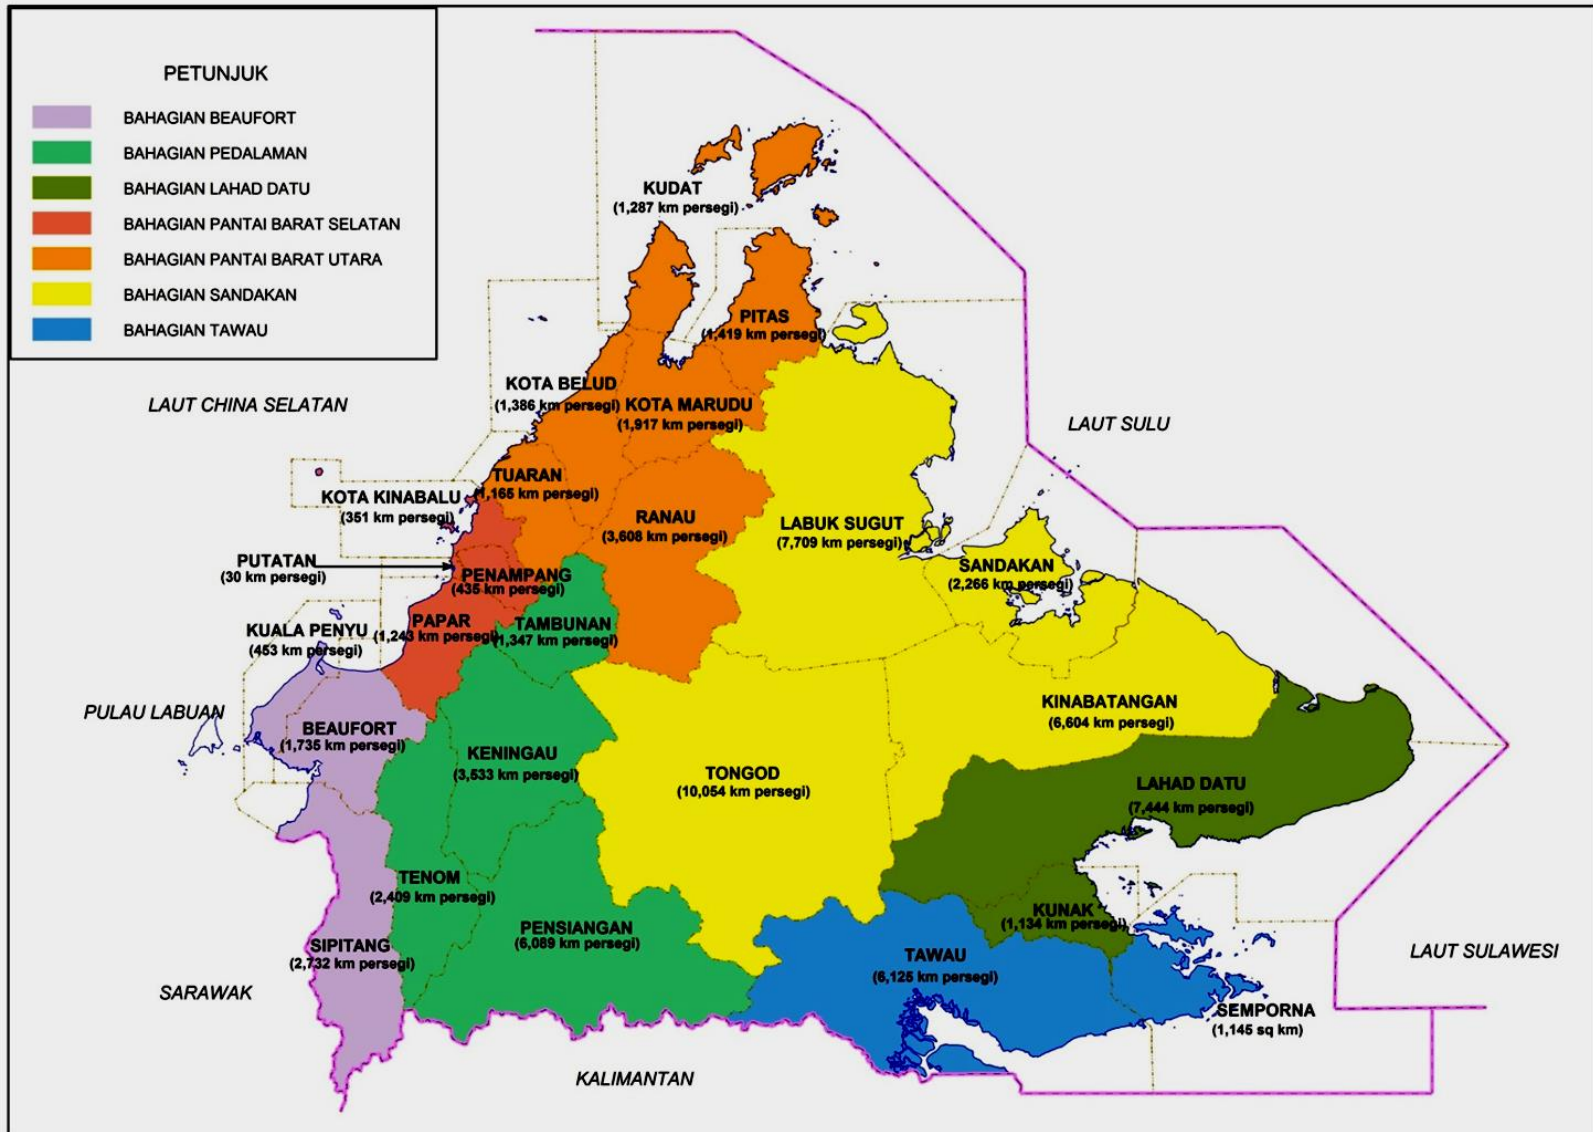 PETUNJUK
BAHAGIAN BEAUFORT
BAHAGIAN PEDALAMAN
BAHAGIAN LAHAD DATU
BAHAGIAN PANTAI BARAT SELATAN
BAHAGIAN PANTAI BARAT UTARA
BAHAGIAN SANDAKAN
BAHAGIAN TAWAU
KUDAT
(1,287 km persegi)
PITAS
(1,419 km persegi)
KOTA BELUD
(1,386 km persegi)
KOTA MARUDU
(1,917 km persegi)
LAUT CHINA SELATAN
LAUT SULU
TUARAN
(1,165 km persegi)
KOTA KINABALU
(351 km persegi)
RANAU
(3,608 km persegi)
LABUK SUGUT
(7,709 km persegi)
PUTATAN
(30 km persegi)
PENAMPANG
(435 km persegi)
SANDAKAN
(2,266 km persegi)
KUALA PENYU
(453 km persegi)
PAPAR
(1,243 km persegi)
TAMBUNAN
(1,347 km persegi)
PULAU LABUAN
BEAUFORT
(1,735 km persegi)
KINABATANGAN
(6,604 km persegi)
KENINGAU
(3,533 km persegi)
TONGOD
(10,054 km persegi)
LAHAD DATU
(7,444 km persegi)
TENOM
(2,409 km persegi)
KUNAK
(1,134 km persegi)
PENSIANGAN
(6,089 km persegi)
SIPITANG
(2,732 km persegi)
TAWAU
(6,125 km persegi)
LAUT SULAWESI
SARAWAK
SEMPORNA
(1,145 sq km)
KALIMANTAN